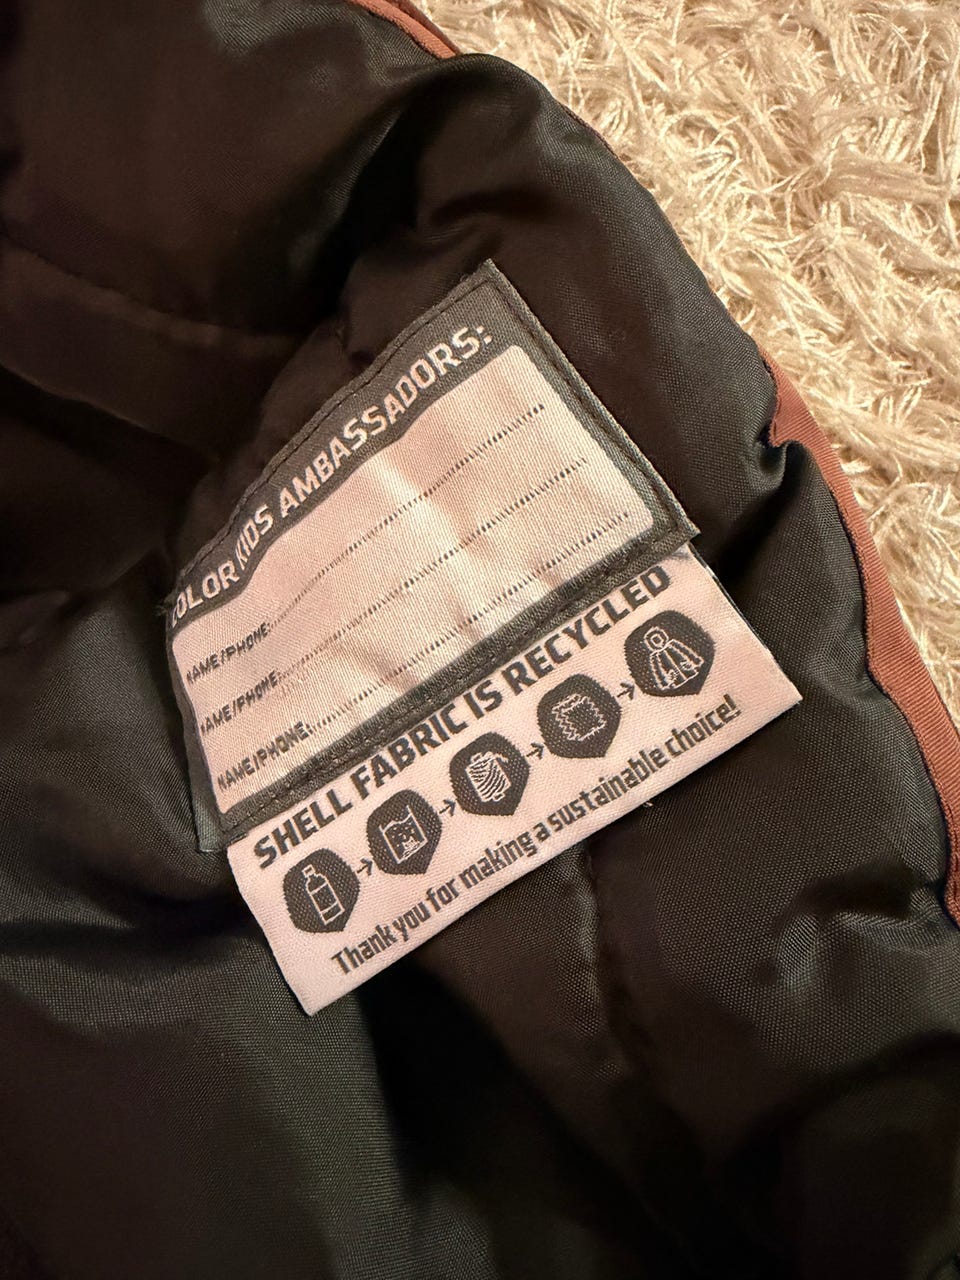 COLOR KIDS AMBASSADORS:
NAME/PHONE:
NAME/PHONE:
NAME/PHONE:
SHELL FABRIC IS RECYCLED
Thank you for making a sustainable choice!